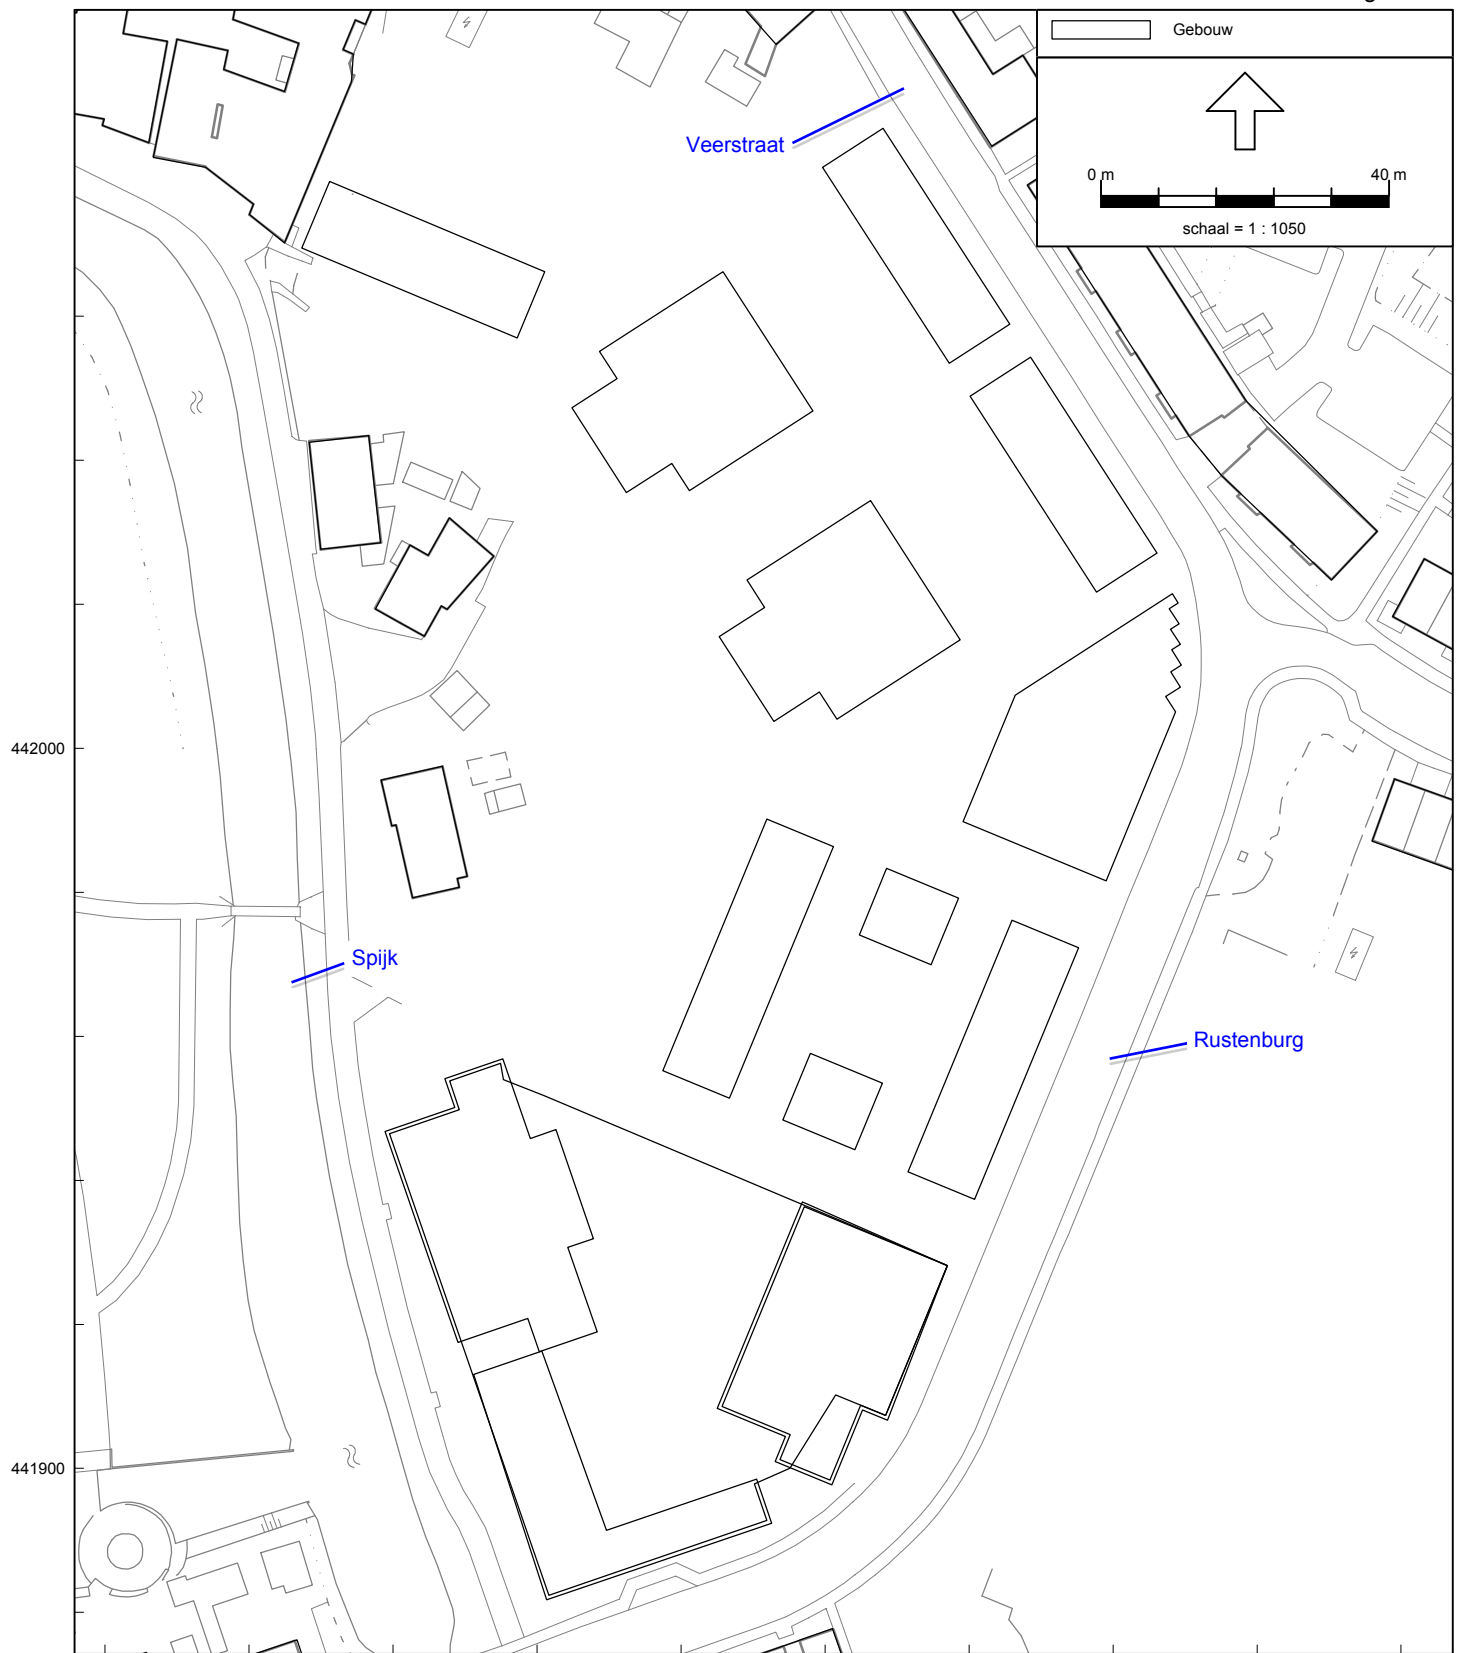 Gebouw
0 m 40 m
schaal = 1 : 1050
Veerstraat
442000
Spijk
Rustenburg
441900